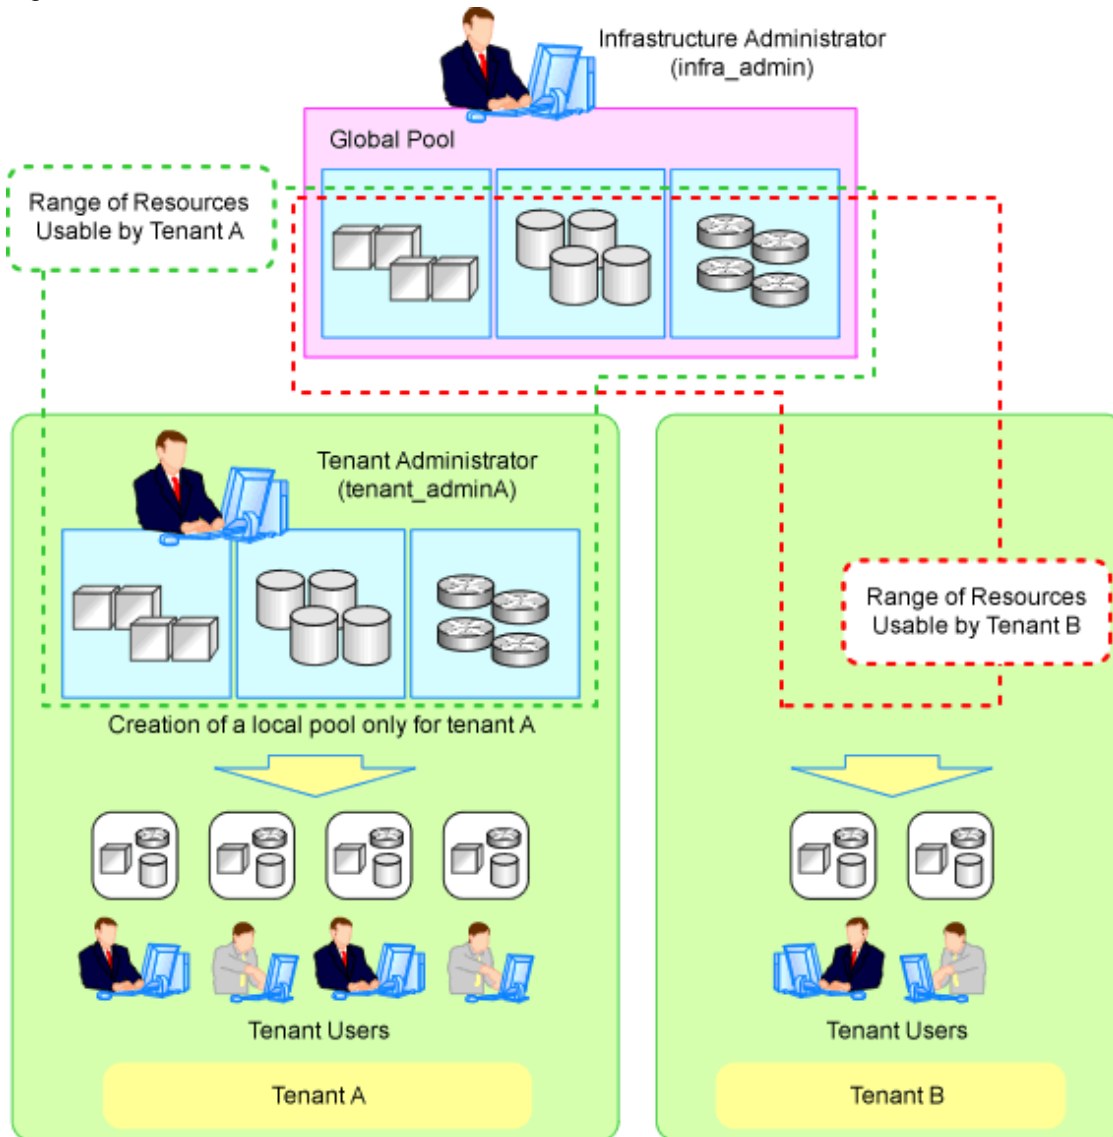 Infrastructure Administrator
(infra_admin)
Global Pool
Range of Resources
Usable by Tenant A
Tenant Administrator
(tenant_adminA)
Range of Resources
Usable by Tenant B
Creation of a local pool only for tenant A
Tenant Users
Tenant Users
Tenant A
Tenant B